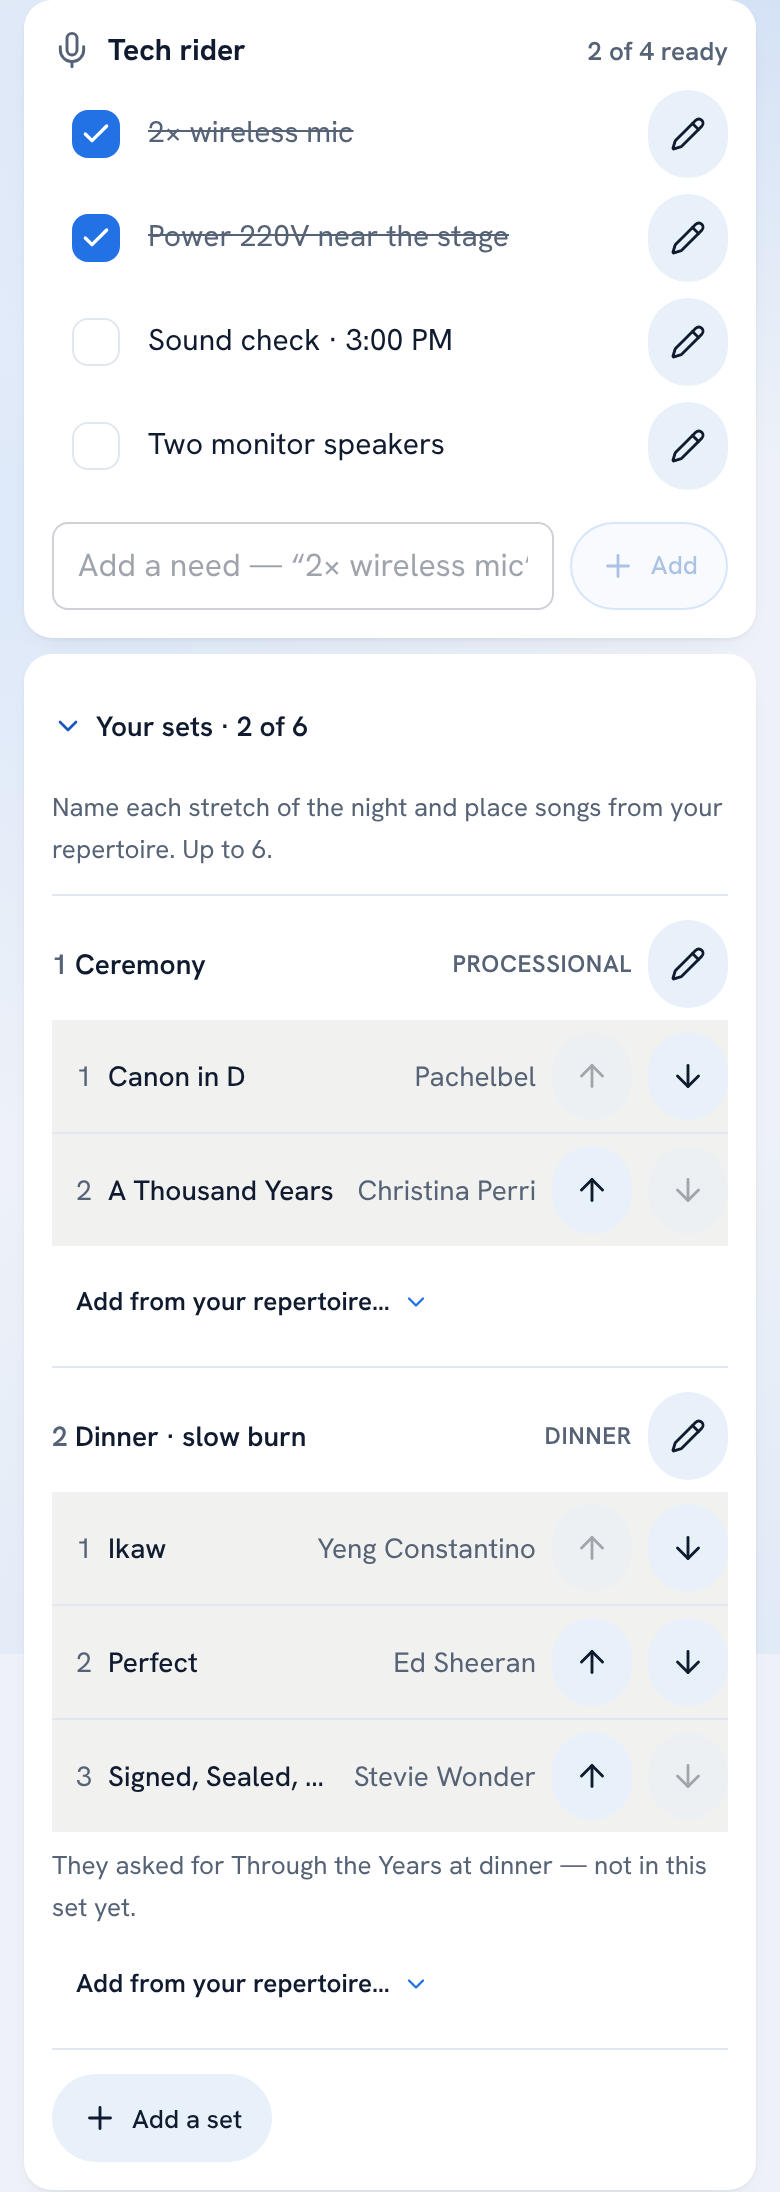 Tech rider
2 of 4 ready
2× wireless mic
Power 220V near the stage
Sound check · 3:00 PM
Two monitor speakers
Add a need — “2× wireless mic’
Add
Your sets · 2 of 6
Name each stretch of the night and place songs from your
repertoire. Up to 6.
1 Ceremony
PROCESSIONAL
1 Canon in D Pachelbel
2 A Thousand Years Christina Perri
Add from your repertoire...
2 Dinner · slow burn
DINNER
1 Ikaw Yeng Constantino
2 Perfect Ed Sheeran
3 Signed, Sealed, ... Stevie Wonder
They asked for Through the Years at dinner — not in this
set yet.
Add from your repertoire...
Add a set